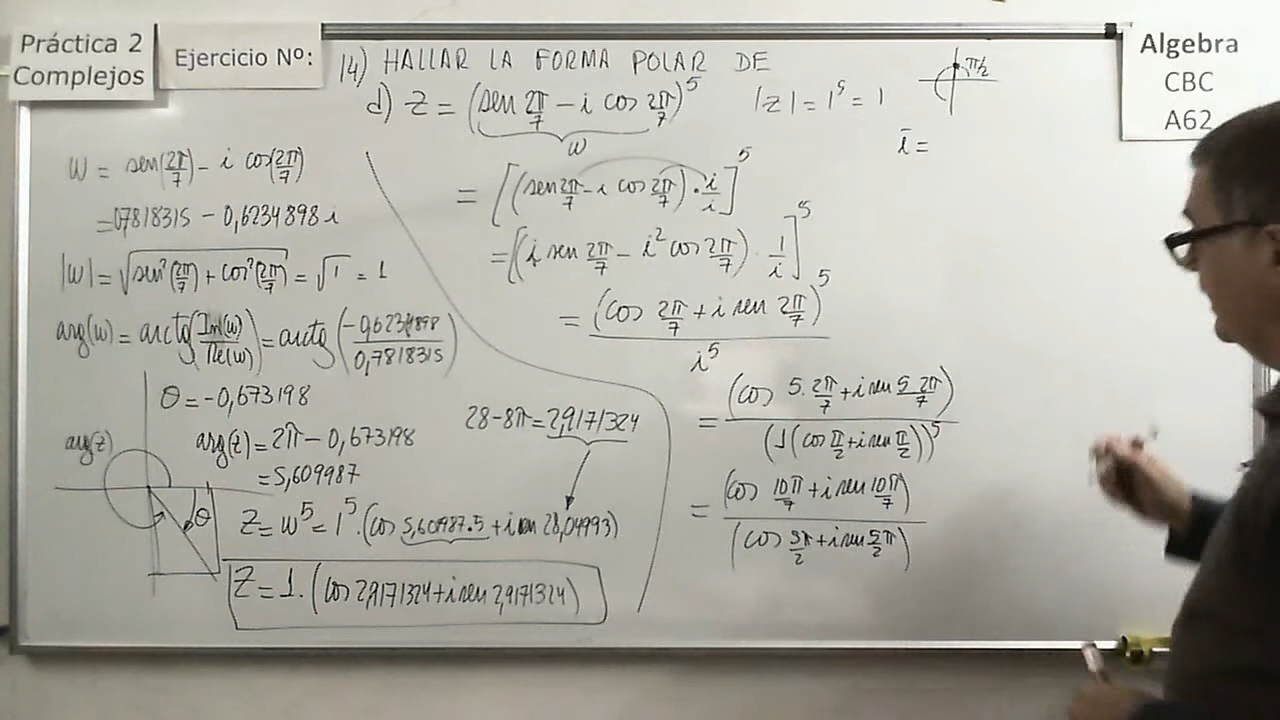 Práctica 2
Complejos
Ejercicio Nº:
Algebra
CBC
A62
14) HALLAR LA FORMA POLAR DE
d) Z = (sen 2π/7 - i cos 2π/7)^5
w
|z| = 1^5 = 1
π/2
i =
w = sen(2π/7) - i cos(2π/7)
= 0,7818315 - 0,6234898 i
|w| = √(sen²(2π/7) + cos²(2π/7)) = √1 = 1
arg(w) = arctg(Im(w)/Re(w)) = arctg(-0,6234898/0,7818315)
θ = -0,673198
arg(z) = 2π - 0,673198
= 5,609987
arg(z)
θ
28-8π = 2,9171324
Z = w^5 = 1^5 . (cos 5,60987.5 + i sen 28,04993)
Z = 1. (cos 2,9171324 + i sen 2,9171324)
= [(sen 2π/7 - i cos 2π/7) . i/i]^5
= [(i sen 2π/7 - i² cos 2π/7) . 1/i]^5
= (cos 2π/7 + i sen 2π/7)^5 / i^5
= (cos 5.2π/7 + i sen 5.2π/7) / (1(cos π/2 + i sen π/2))^5
= (cos 10π/7 + i sen 10π/7) / (cos 5π/2 + i sen 5π/2)